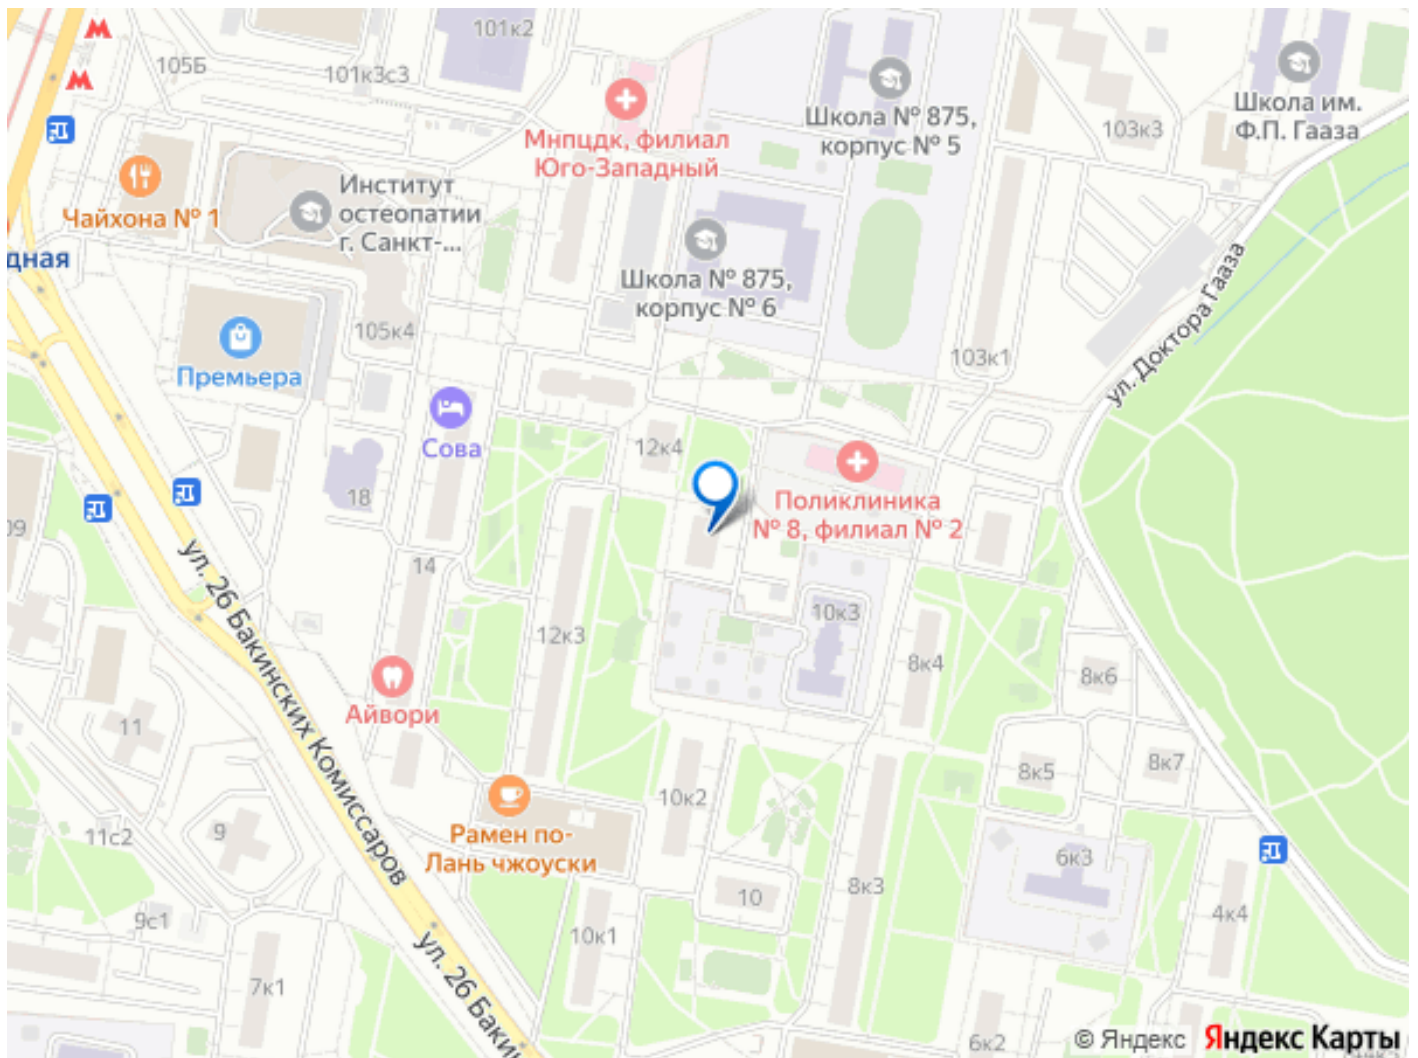 101к2
105Б
101к3с3
Школа № 875,
корпус № 5
Школа им.
Ф.П. Гааза
103к3
Мнпцдк, филиал
Юго-Западный
Институт
остеопатии
г. Санкт-...
Чайхона № 1
дная
Школа № 875,
корпус № 6
ул. Доктора Гааза
105к4
103к1
Премьера
Сова
12к4
18
Поликлиника
№ 8, филиал № 2
09
14
ул. 26 Бакинских Комиссаров
10к3
12к3
8к4
8к6
Айвори
11
8к5
8к7
10к2
Рамен по-
Лань чжоуски
11с2
9
6к3
8к3
10
4к4
9с1
10к1
ул. 26 Баки
7к1
6к2
© Яндекс Яндекс Карты